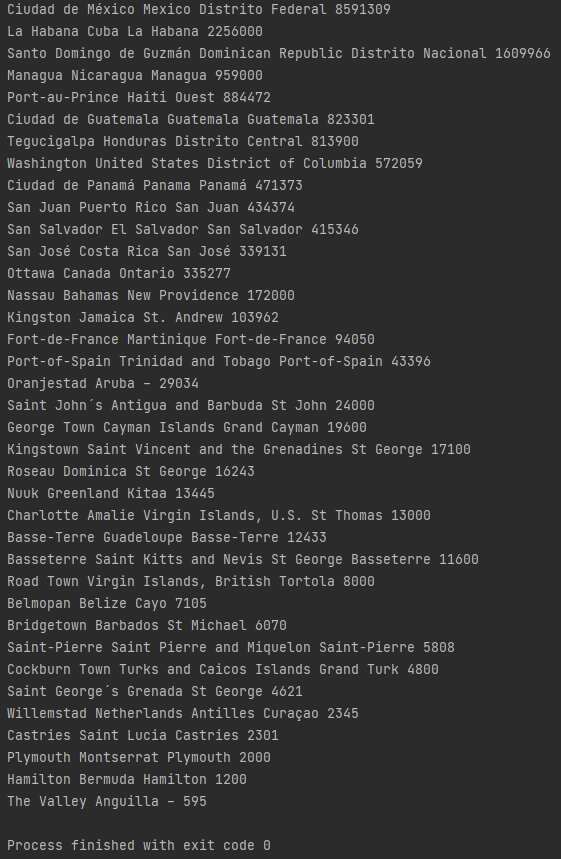 Ciudad de México Mexico Distrito Federal 8591309
La Habana Cuba La Habana 2256000
Santo Domingo de Guzmán Dominican Republic Distrito Nacional 1609966
Managua Nicaragua Managua 959000
Port-au-Prince Haiti Ouest 884472
Ciudad de Guatemala Guatemala Guatemala 823301
Tegucigalpa Honduras Distrito Central 813900
Washington United States District of Columbia 572059
Ciudad de Panamá Panama Panamá 471373
San Juan Puerto Rico San Juan 434374
San Salvador El Salvador San Salvador 415346
San José Costa Rica San José 339131
Ottawa Canada Ontario 335277
Nassau Bahamas New Providence 172000
Kingston Jamaica St. Andrew 103962
Fort-de-France Martinique Fort-de-France 94050
Port-of-Spain Trinidad and Tobago Port-of-Spain 43396
Oranjestad Aruba – 29034
Saint John´s Antigua and Barbuda St John 24000
George Town Cayman Islands Grand Cayman 19600
Kingstown Saint Vincent and the Grenadines St George 17100
Roseau Dominica St George 16243
Nuuk Greenland Kitaa 13445
Charlotte Amalie Virgin Islands, U.S. St Thomas 13000
Basse-Terre Guadeloupe Basse-Terre 12433
Basseterre Saint Kitts and Nevis St George Basseterre 11600
Road Town Virgin Islands, British Tortola 8000
Belmopan Belize Cayo 7105
Bridgetown Barbados St Michael 6070
Saint-Pierre Saint Pierre and Miquelon Saint-Pierre 5808
Cockburn Town Turks and Caicos Islands Grand Turk 4800
Saint George´s Grenada St George 4621
Willemstad Netherlands Antilles Curaçao 2345
Castries Saint Lucia Castries 2301
Plymouth Montserrat Plymouth 2000
Hamilton Bermuda Hamilton 1200
The Valley Anguilla – 595
Process finished with exit code 0